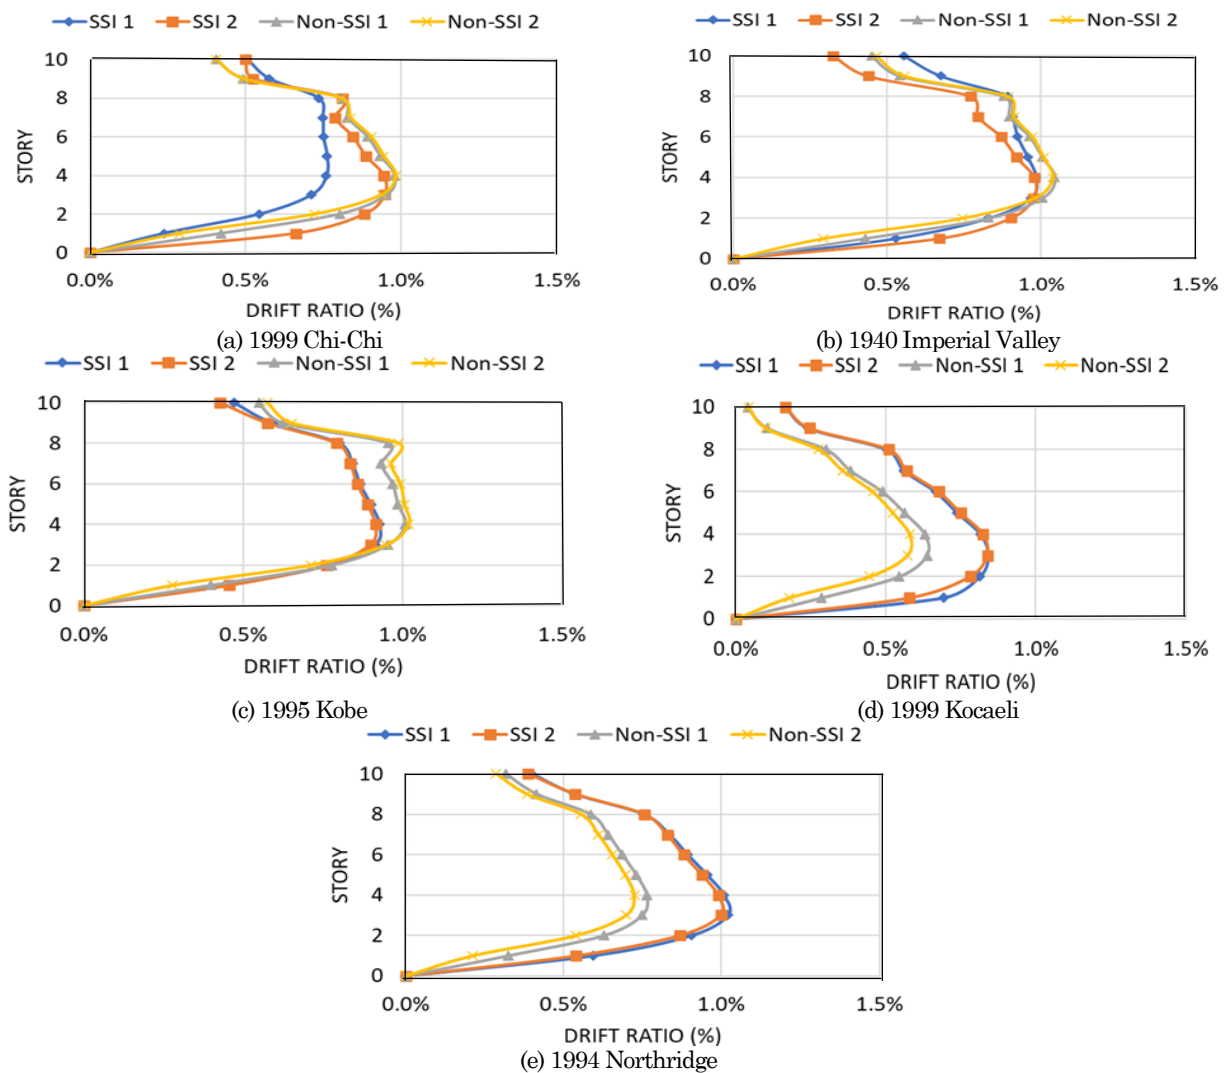 SSI 1 SSI 2 Non-SSI 1 Non-SSI 2
10
8
6
4
2
0
STORY
0.0% 0.5% 1.0% 1.5%
DRIFT RATIO (%)
(a) 1999 Chi-Chi
SSI 1 SSI 2 Non-SSI 1 Non-SSI 2
10
8
6
4
2
0
STORY
0.0% 0.5% 1.0% 1.5%
DRIFT RATIO (%)
(b) 1940 Imperial Valley
SSI 1 SSI 2 Non-SSI 1 Non-SSI 2
10
8
6
4
2
0
STORY
0.0% 0.5% 1.0% 1.5%
DRIFT RATIO (%)
(c) 1995 Kobe
SSI 1 SSI 2 Non-SSI 1 Non-SSI 2
10
8
6
4
2
0
STORY
0.0% 0.5% 1.0% 1.5%
DRIFT RATIO (%)
(d) 1999 Kocaeli
SSI 1 SSI 2 Non-SSI 1 Non-SSI 2
10
8
6
4
2
0
STORY
0.0% 0.5% 1.0% 1.5%
DRIFT RATIO (%)
(e) 1994 Northridge